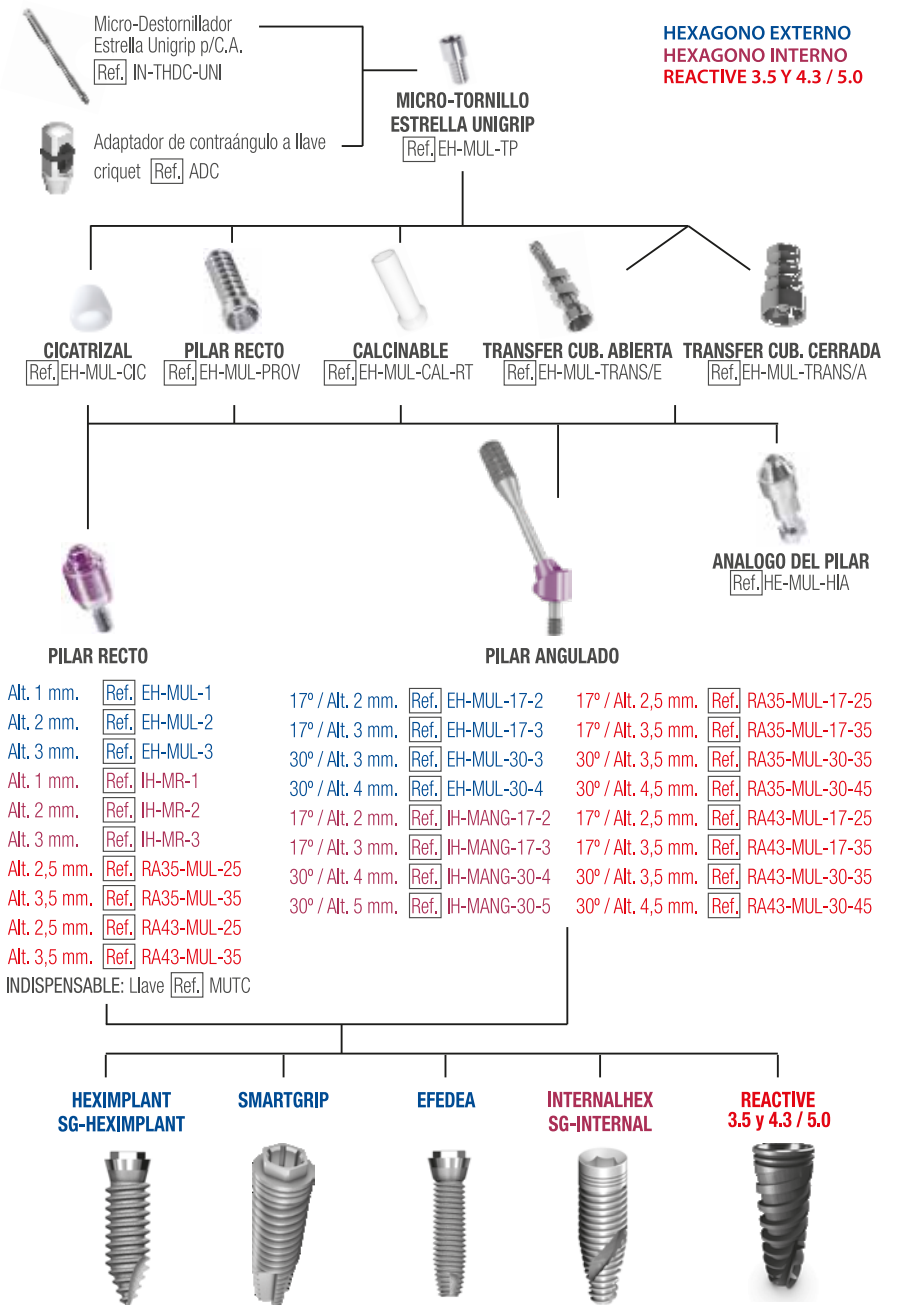 Micro-Destornillador
Estrella Unigrip p/C.A.
Ref. IN-THDC-UNI
HEXAGONO EXTERNO
HEXAGONO INTERNO
REACTIVE 3.5 Y 4.3 / 5.0
MICRO-TORNILLO
ESTRELLA UNIGRIP
Ref. EH-MUL-TP
Adaptador de contraángulo a llave
criquet Ref. ADC
CICATRIZAL
Ref. EH-MUL-CIC
PILAR RECTO
Ref. EH-MUL-PROV
CALCINABLE
Ref. EH-MUL-CAL-RT
TRANSFER CUB. ABIERTA
Ref. EH-MUL-TRANS/E
TRANSFER CUB. CERRADA
Ref. EH-MUL-TRANS/A
ANALOGO DEL PILAR
Ref. HE-MUL-HIA
PILAR RECTO
Alt. 1 mm. Ref. EH-MUL-1
Alt. 2 mm. Ref. EH-MUL-2
Alt. 3 mm. Ref. EH-MUL-3
Alt. 1 mm. Ref. IH-MR-1
Alt. 2 mm. Ref. IH-MR-2
Alt. 3 mm. Ref. IH-MR-3
Alt. 2,5 mm. Ref. RA35-MUL-25
Alt. 3,5 mm. Ref. RA35-MUL-35
Alt. 2,5 mm. Ref. RA43-MUL-25
Alt. 3,5 mm. Ref. RA43-MUL-35
INDISPENSABLE: Llave Ref. MUTC
PILAR ANGULADO
17º / Alt. 2 mm. Ref. EH-MUL-17-2
17º / Alt. 3 mm. Ref. EH-MUL-17-3
30º / Alt. 3 mm. Ref. EH-MUL-30-3
30º / Alt. 4 mm. Ref. EH-MUL-30-4
17º / Alt. 2 mm. Ref. IH-MANG-17-2
17º / Alt. 3 mm. Ref. IH-MANG-17-3
30º / Alt. 4 mm. Ref. IH-MANG-30-4
30º / Alt. 5 mm. Ref. IH-MANG-30-5
17º / Alt. 2,5 mm. Ref. RA35-MUL-17-25
17º / Alt. 3,5 mm. Ref. RA35-MUL-17-35
30º / Alt. 3,5 mm. Ref. RA35-MUL-30-35
30º / Alt. 4,5 mm. Ref. RA35-MUL-30-45
17º / Alt. 2,5 mm. Ref. RA43-MUL-17-25
17º / Alt. 3,5 mm. Ref. RA43-MUL-17-35
30º / Alt. 3,5 mm. Ref. RA43-MUL-30-35
30º / Alt. 4,5 mm. Ref. RA43-MUL-30-45
HEXIMPLANT
SG-HEXIMPLANT
SMARTGRIP
EFEDEA
INTERNALHEX
SG-INTERNAL
REACTIVE
3.5 y 4.3 / 5.0